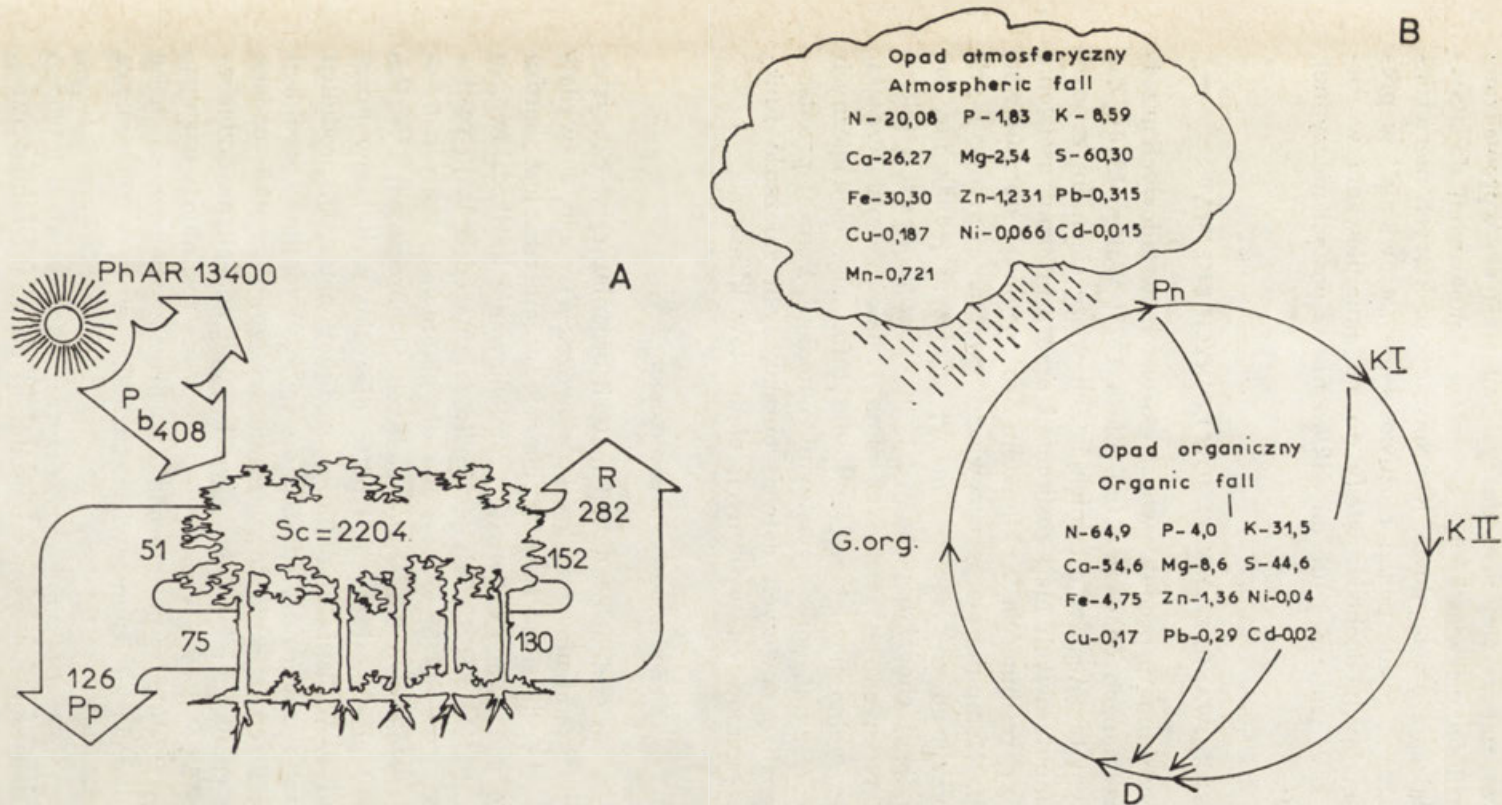 A
PhAR 13400
Pb 408
R
282
Sc = 2204
51
152
75
130
126
Pp
B
Opad atmosferyczny
Atmospheric fall
N-20,08 P-1,83 K-8,59
Ca-26,27 Mg-2,54 S-60,30
Fe-30,30 Zn-1,231 Pb-0,315
Cu-0,187 Ni-0,066 Cd-0,015
Mn-0,721
Pn
KI
Opad organiczny
Organic fall
N-64,9 P-4,0 K-31,5
G.org.
KII
Ca-54,6 Mg-8,6 S-44,6
Fe-4,75 Zn-1,36 Ni-0,04
Cu-0,17 Pb-0,29 Cd-0,02
D